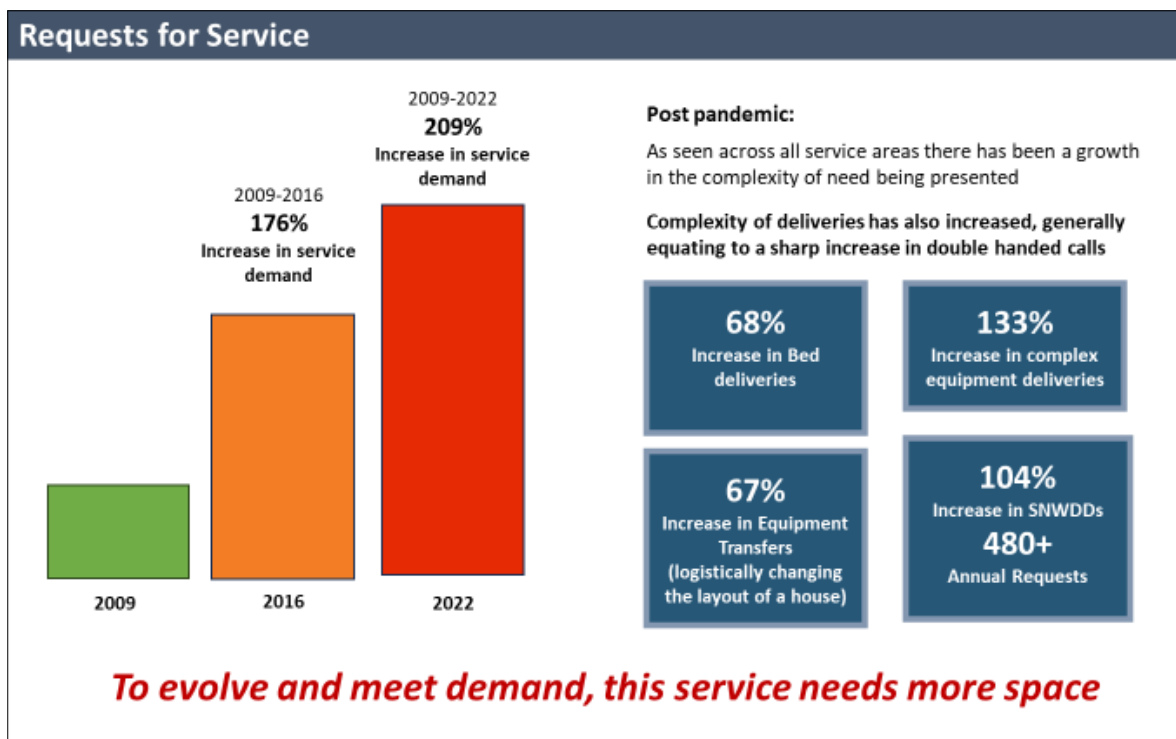 Requests for Service
2009-2022
209%
Increase in service
demand
2009-2016
176%
Increase in service
demand
2009
2016
2022
Post pandemic:
As seen across all service areas there has been a growth
in the complexity of need being presented
Complexity of deliveries has also increased, generally
equating to a sharp increase in double handed calls
68%
Increase in Bed
deliveries
133%
Increase in complex
equipment deliveries
67%
Increase in Equipment
Transfers
(logistically changing
the layout of a house)
104%
Increase in SNWDDs
480+
Annual Requests
To evolve and meet demand, this service needs more space